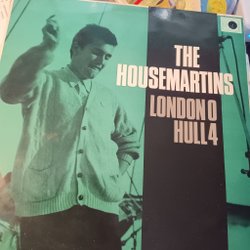 THE
HOUSEMARTINS
LONDON 0
HULL 4